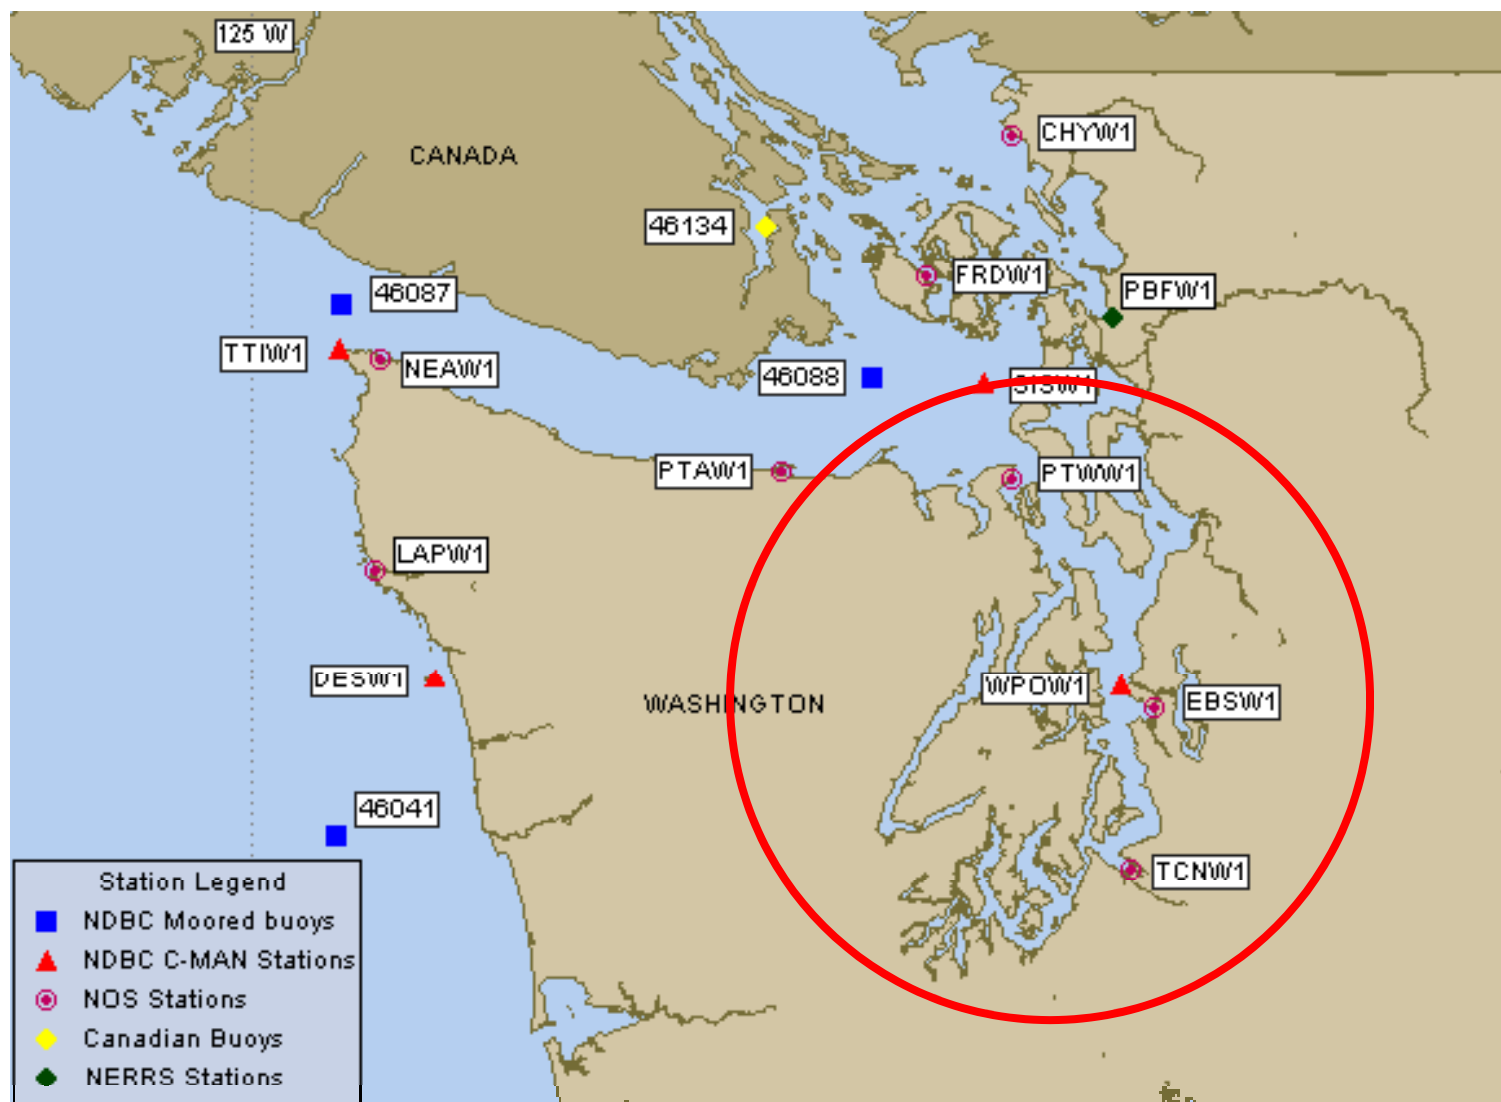 125 W
CHYW1
CANADA
46134
FRDW1
PBFW1
46087
TTIW1
NEAW1
46088
SISW1
PTAW1
PTWW1
LAPW1
DESW1
WPOW1
EBSW1
WASHINGTON
46041
TCNW1
Station Legend
NDBC Moored buoys
NDBC C-MAN Stations
NOS Stations
Canadian Buoys
NERRS Stations